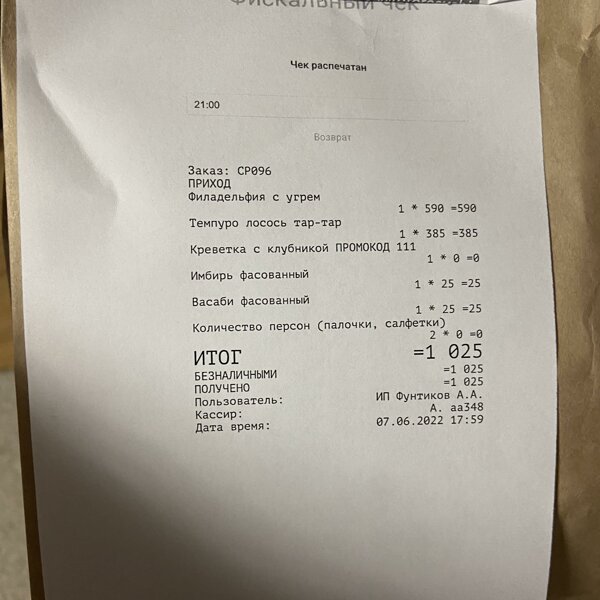 Фискальный чек
Чек распечатан
21:00
Возврат
Заказ: СР096
ПРИХОД
Филадельфия с угрем
1 * 590 =590
Темпуро лосось тар-тар
1 * 385 =385
Креветка с клубникой ПРОМОКОД 111
1 * 0 =0
Имбирь фасованный
1 * 25 =25
Васаби фасованный
1 * 25 =25
Количество персон (палочки, салфетки)
2 * 0 =0
ИТОГ =1 025
БЕЗНАЛИЧНЫМИ =1 025
ПОЛУЧЕНО =1 025
Пользователь: ИП Фунтиков А.А.
Кассир: А. аа348
Дата время: 07.06.2022 17:59